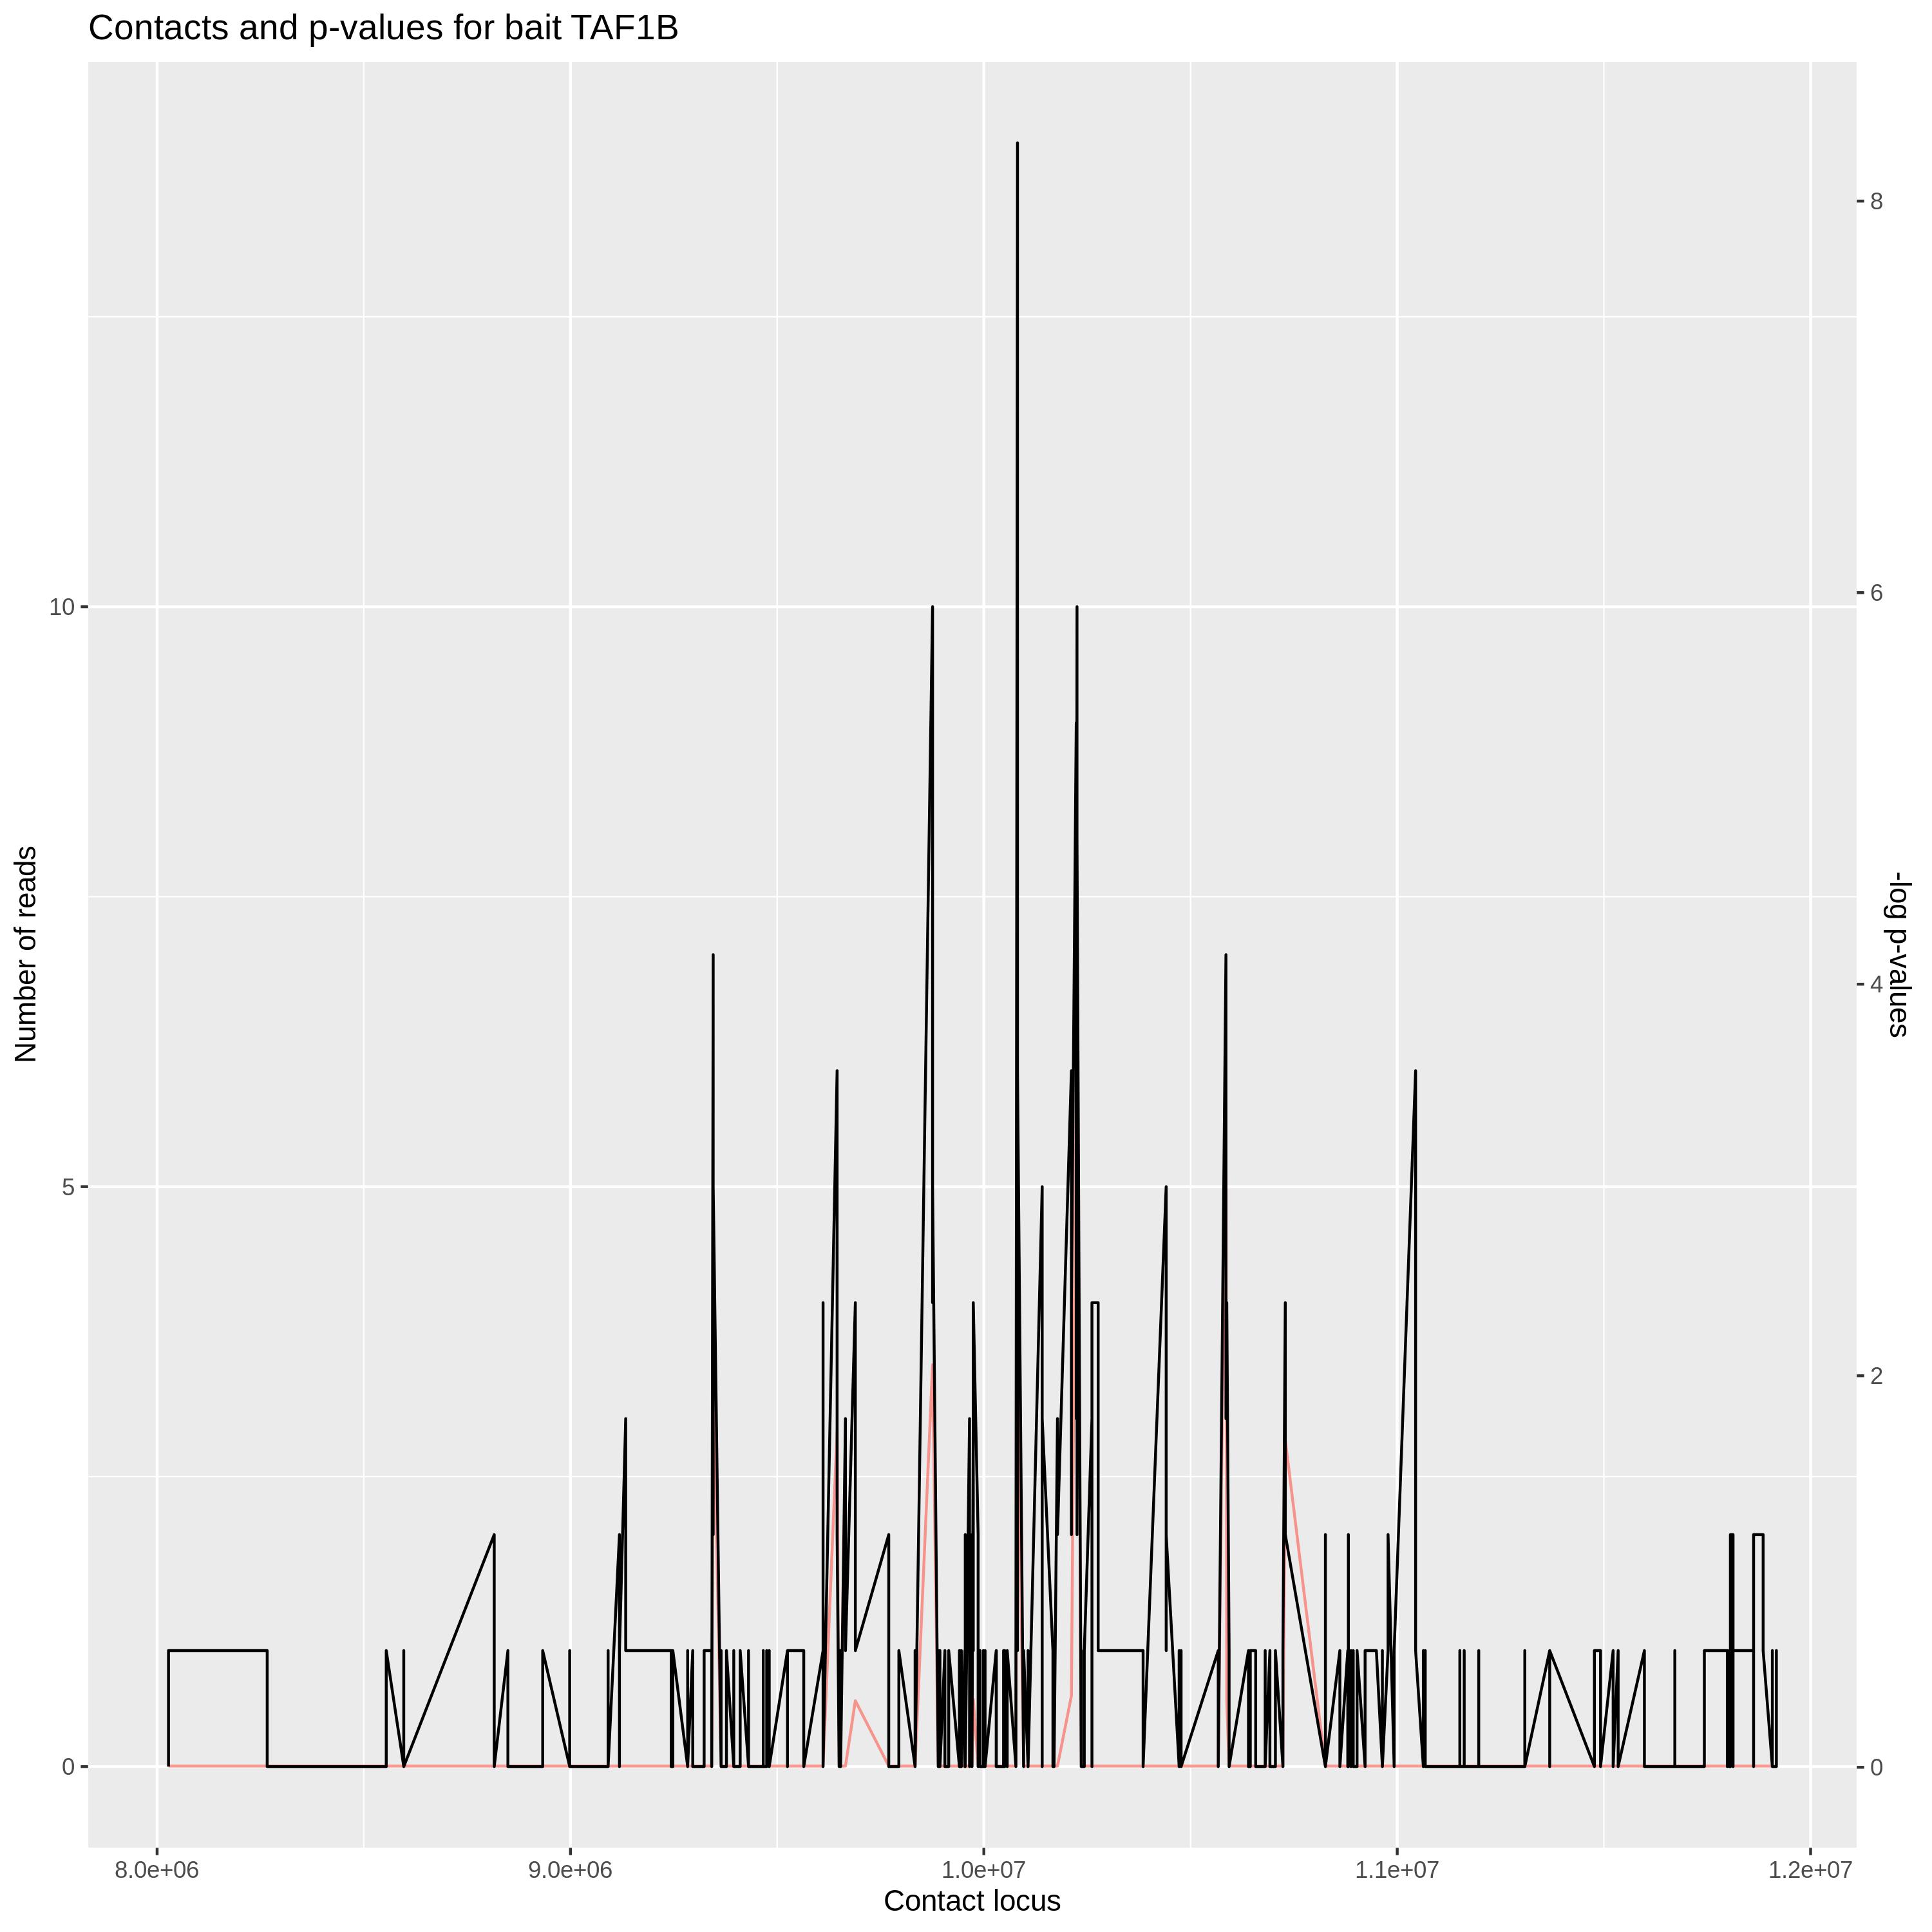 Contacts and p-values for bait TAF1B
Number of reads
10
5
0
8
6
4
2
0
-log p-values
8.0e+06
9.0e+06
1.0e+07
1.1e+07
1.2e+07
Contact locus